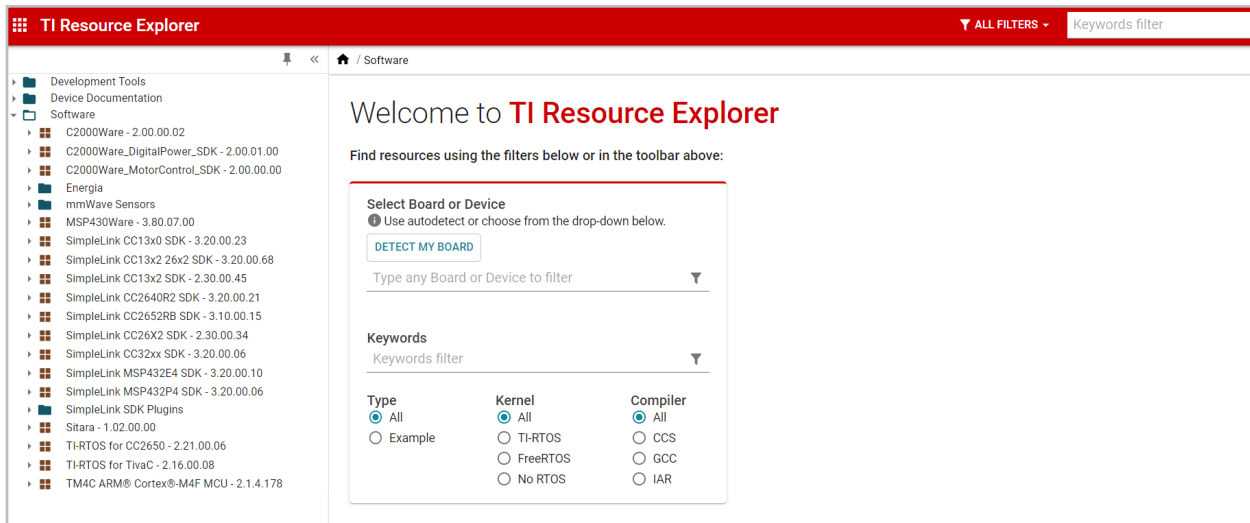 TI Resource Explorer
ALL FILTERS
Keywords filter
/ Software
Development Tools
Device Documentation
Software
C2000Ware - 2.00.00.02
C2000Ware_DigitalPower_SDK - 2.00.01.00
C2000Ware_MotorControl_SDK - 2.00.00.00
Energia
mmWave Sensors
MSP430Ware - 3.80.07.00
SimpleLink CC13x0 SDK - 3.20.00.23
SimpleLink CC13x2 26x2 SDK - 3.20.00.68
SimpleLink CC13x2 SDK - 2.30.00.45
SimpleLink CC2640R2 SDK - 3.20.00.21
SimpleLink CC2652RB SDK - 3.10.00.15
SimpleLink CC26X2 SDK - 2.30.00.34
SimpleLink CC32xx SDK - 3.20.00.06
SimpleLink MSP432E4 SDK - 3.20.00.10
SimpleLink MSP432P4 SDK - 3.20.00.06
SimpleLink SDK Plugins
Sitara - 1.02.00.00
TI-RTOS for CC2650 - 2.21.00.06
TI-RTOS for TivaC - 2.16.00.08
TM4C ARM® Cortex®-M4F MCU - 2.1.4.178
Welcome to TI Resource Explorer
Find resources using the filters below or in the toolbar above:
Select Board or Device
Use autodetect or choose from the drop-down below.
DETECT MY BOARD
Type any Board or Device to filter
Keywords
Keywords filter
Type
All
Example
Kernel
All
TI-RTOS
FreeRTOS
No RTOS
Compiler
All
CCS
GCC
IAR